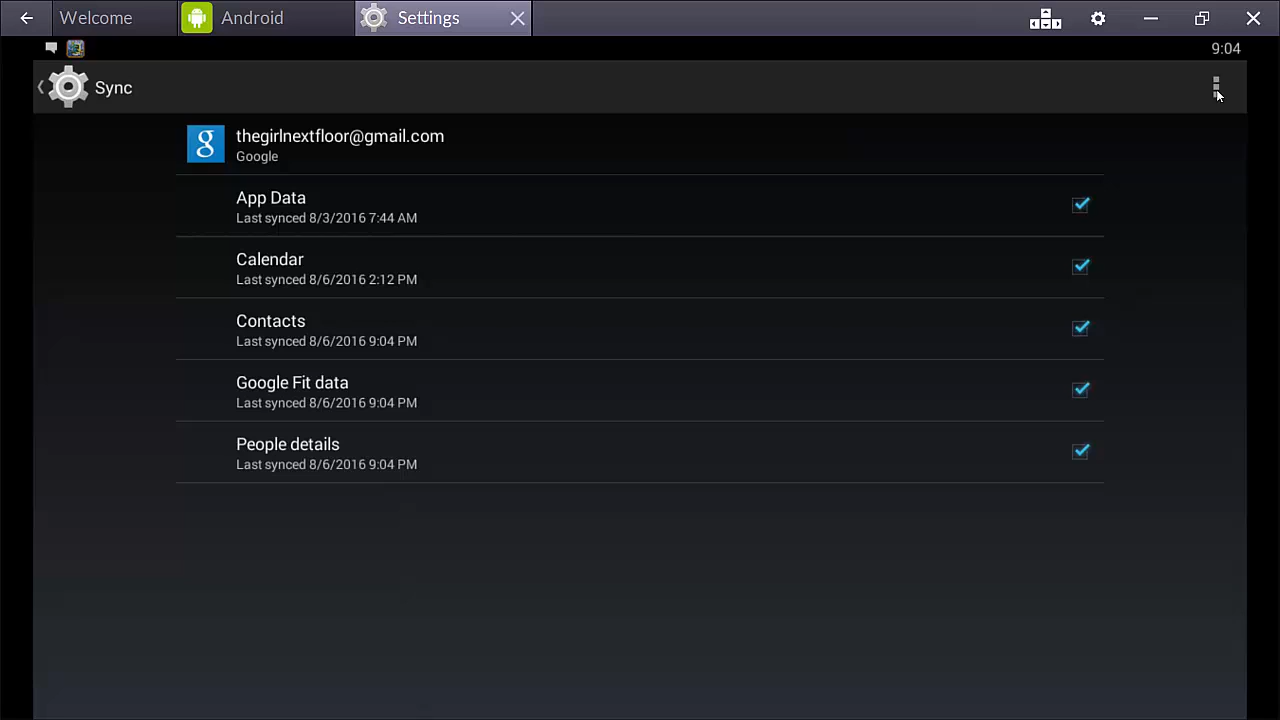 Welcome
Android
Settings
9:04
Sync
g
thegirlnextfloor@gmail.com
Google
App Data
Last synced 8/3/2016 7:44 AM
Calendar
Last synced 8/6/2016 2:12 PM
Contacts
Last synced 8/6/2016 9:04 PM
Google Fit data
Last synced 8/6/2016 9:04 PM
People details
Last synced 8/6/2016 9:04 PM